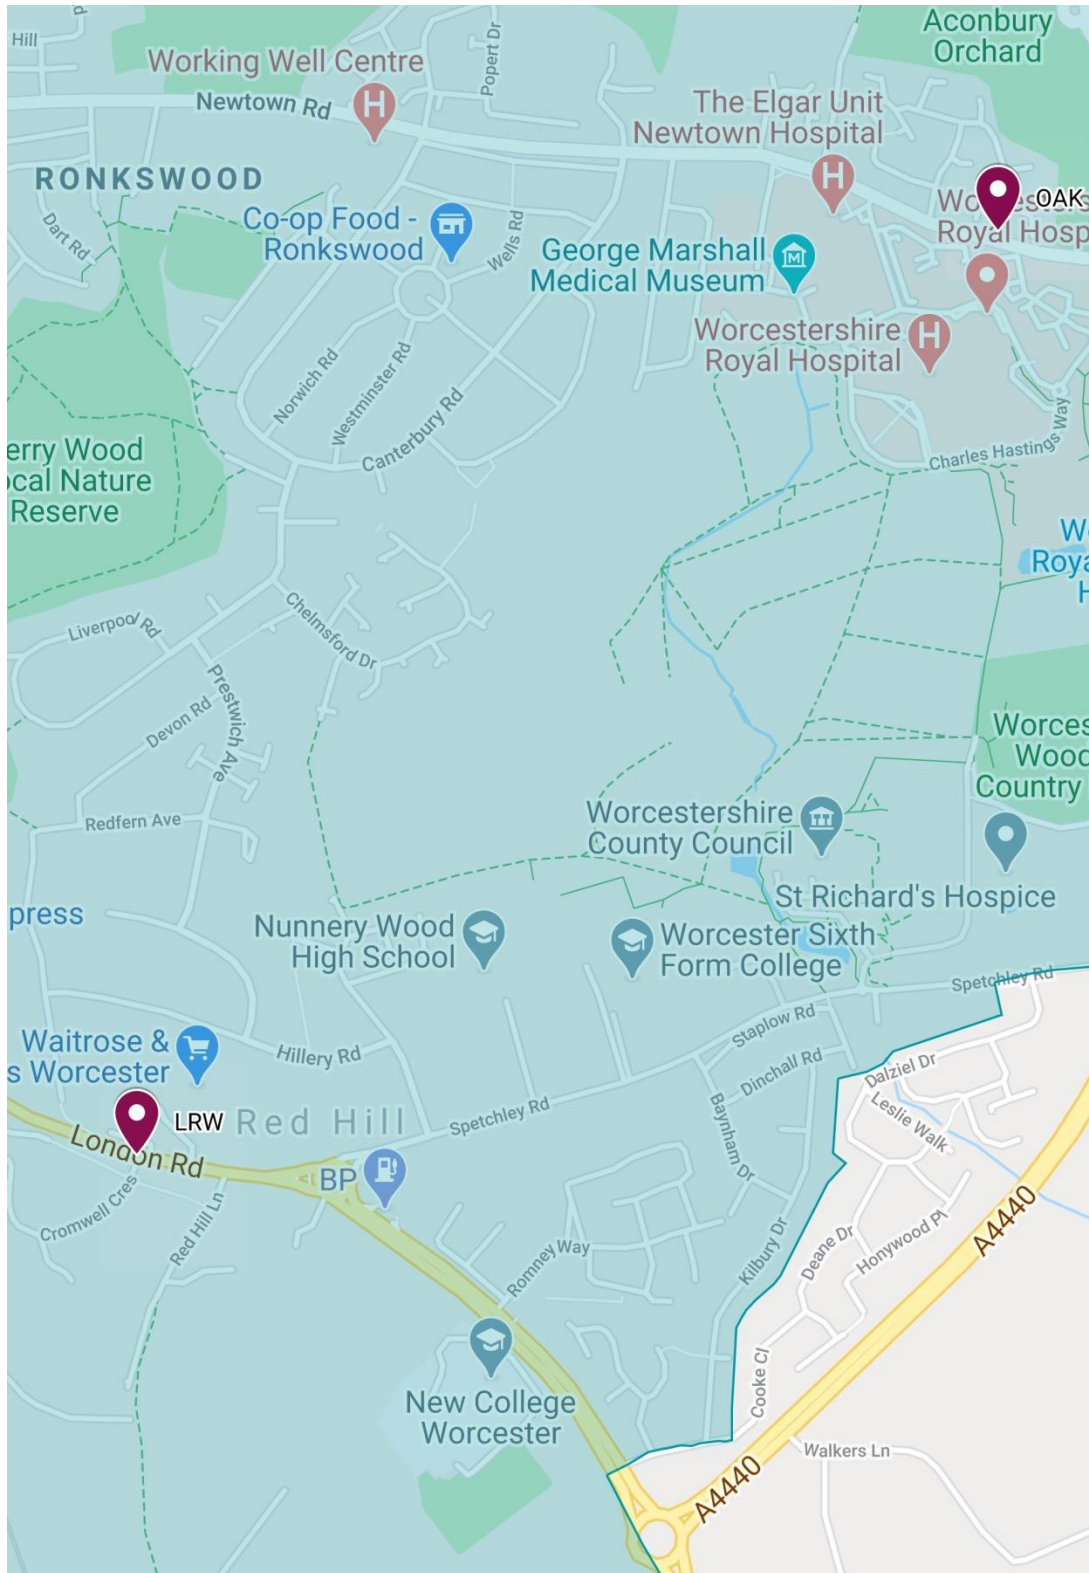 Hill
Working Well Centre
Popert Dr
Aconbury
Orchard
Newtown Rd
The Elgar Unit
Newtown Hospital
RONKSWOOD
OAK
Royal Hosp
Dart Rd
Co-op Food -
Ronkswood
Wells Rd
George Marshall
Medical Museum
Worcestershire
Royal Hospital
Norwich Rd
Westminster Rd
Canterbury Rd
Charles Hastings Way
erry Wood
ocal Nature
Reserve
Wo
Roya
H
Chelmsford Dr
Liverpool Rd
Prestwich Ave
Devon Rd
Worces
Wood
Country
Redfern Ave
Worcestershire
County Council
St Richard's Hospice
press
Nunnery Wood
High School
Worcester Sixth
Form College
Spetchley Rd
Staplow Rd
Waitrose &
s Worcester
Hillery Rd
Dinchall Rd
Dalziel Dr
Leslie Walk
LRW
Red Hill
Spetchley Rd
Baynham Dr
London Rd
BP
Cromwell Cres
Red Hill Ln
Romney Way
Kilbury Dr
Deane Dr
Honywood Pl
A4440
New College
Worcester
Cooke Cl
Walkers Ln
A4440